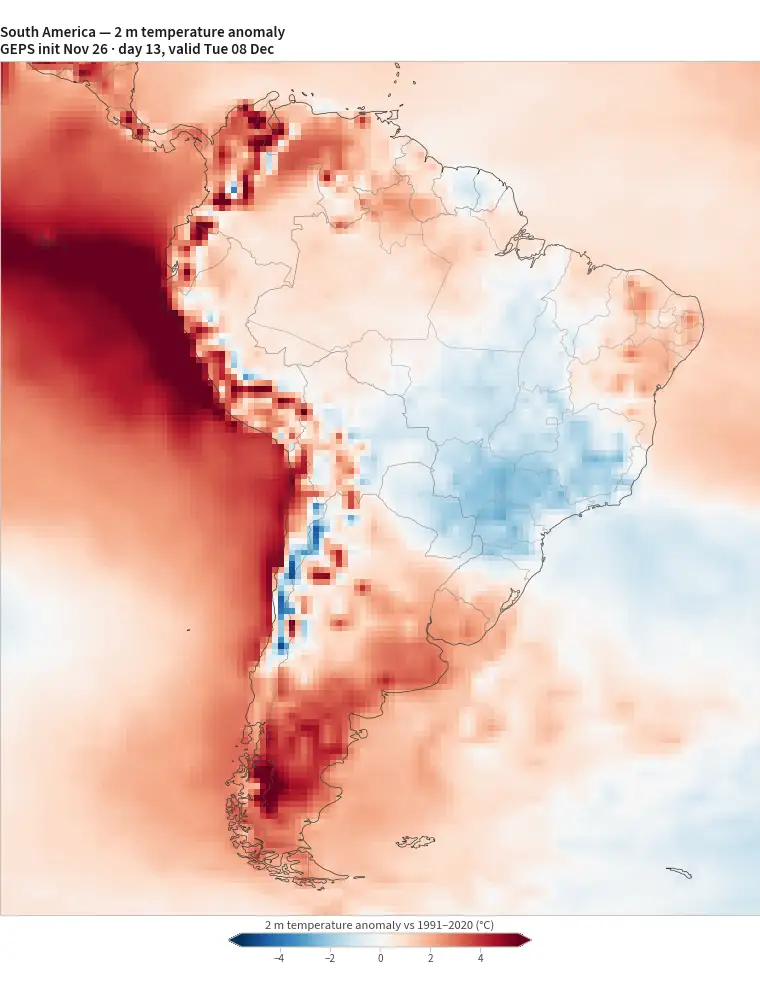 South America — 2 m temperature anomaly
GEPS init Nov 26 · day 13, valid Tue 08 Dec
2 m temperature anomaly vs 1991–2020 (°C)
−4 −2 0 2 4